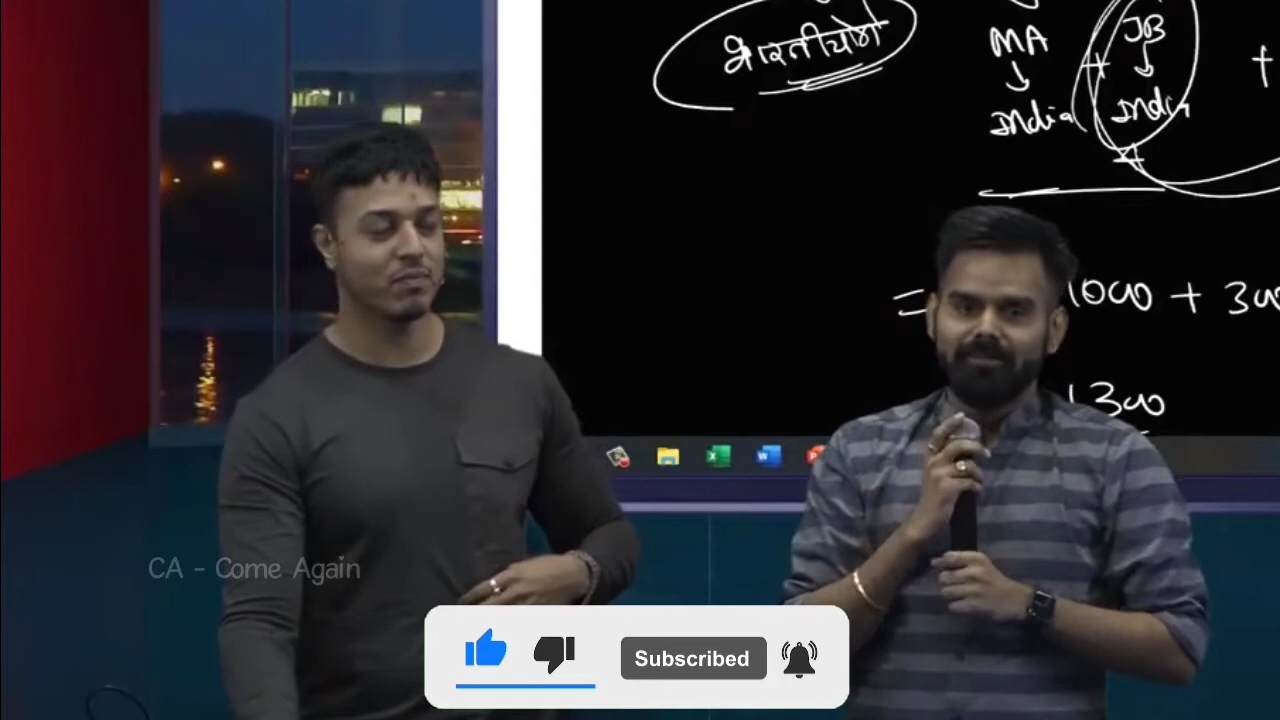 भारतीयो
MA
JB
+
+
India
India
= 1000 + 300
1300
CA - Come Again
Subscribed